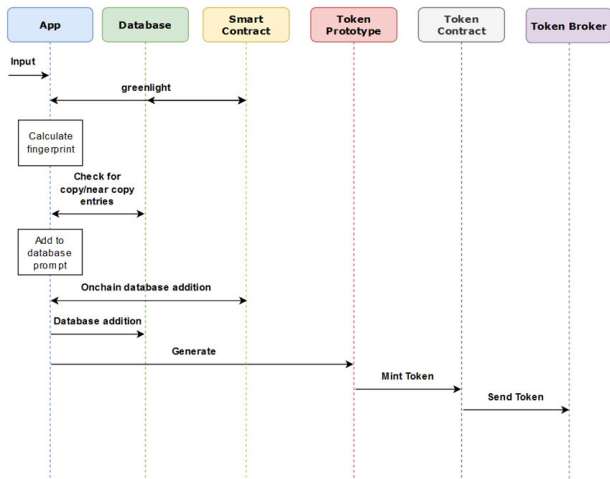 App
Database
Smart
Contract
Token
Prototype
Token
Contract
Token Broker
Input
greenlight
Calculate
fingerprint
Check for
copy/near copy
entries
Add to
database
prompt
Onchain database addition
Database addition
Generate
Mint Token
Send Token